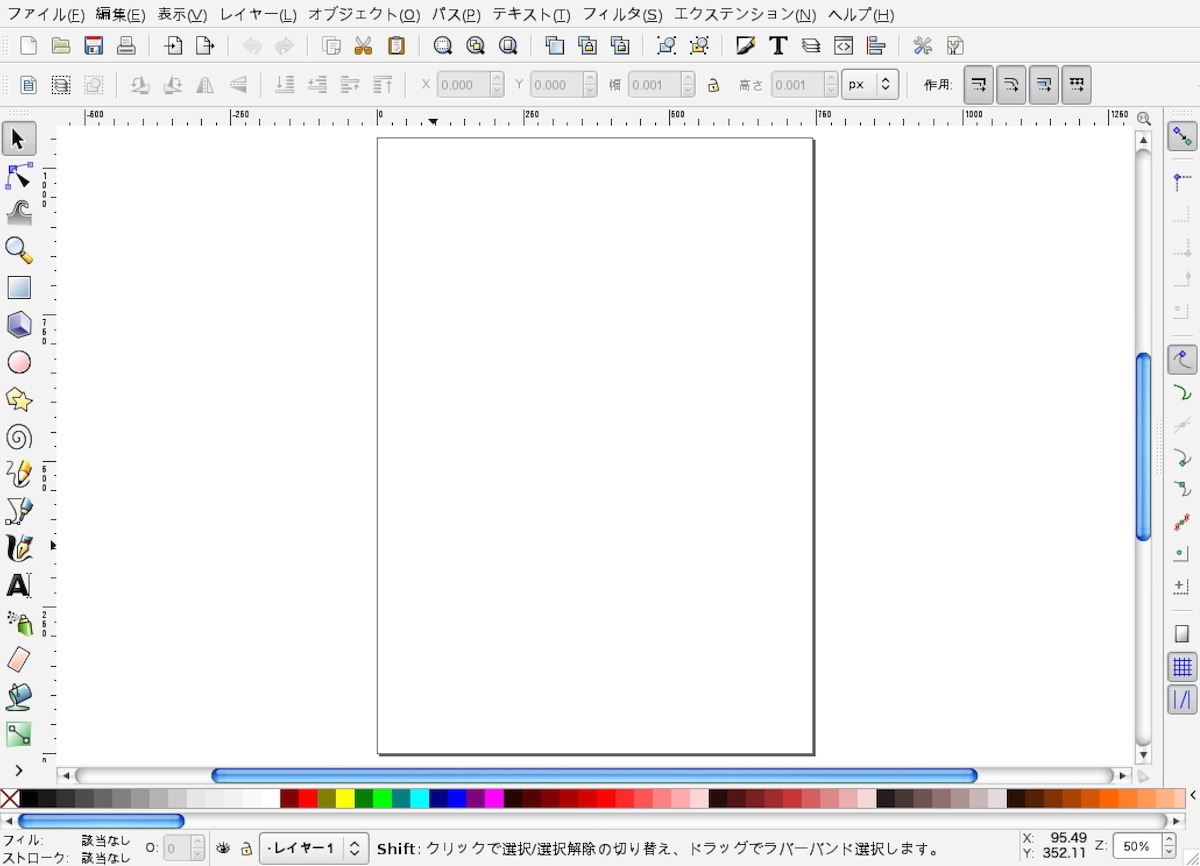 ファイル(F) 編集(E) 表示(V) レイヤー(L) オブジェクト(O) パス(P) テキスト(T) フィルタ(S) エクステンション(N) ヘルプ(H)
X 0.000 Y 0.000 幅 0.001 高さ 0.001 px 作用:
-500 -250 0 250 500 750 1000 1250
1000
750
500
250
0
フィル: 該当なし
ストローク: 該当なし
O: 0
·レイヤー1
Shift: クリックで選択/選択解除の切り替え、ドラッグでラバーバンド選択します。
X: 95.49
Y: 352.11
Z: 50%